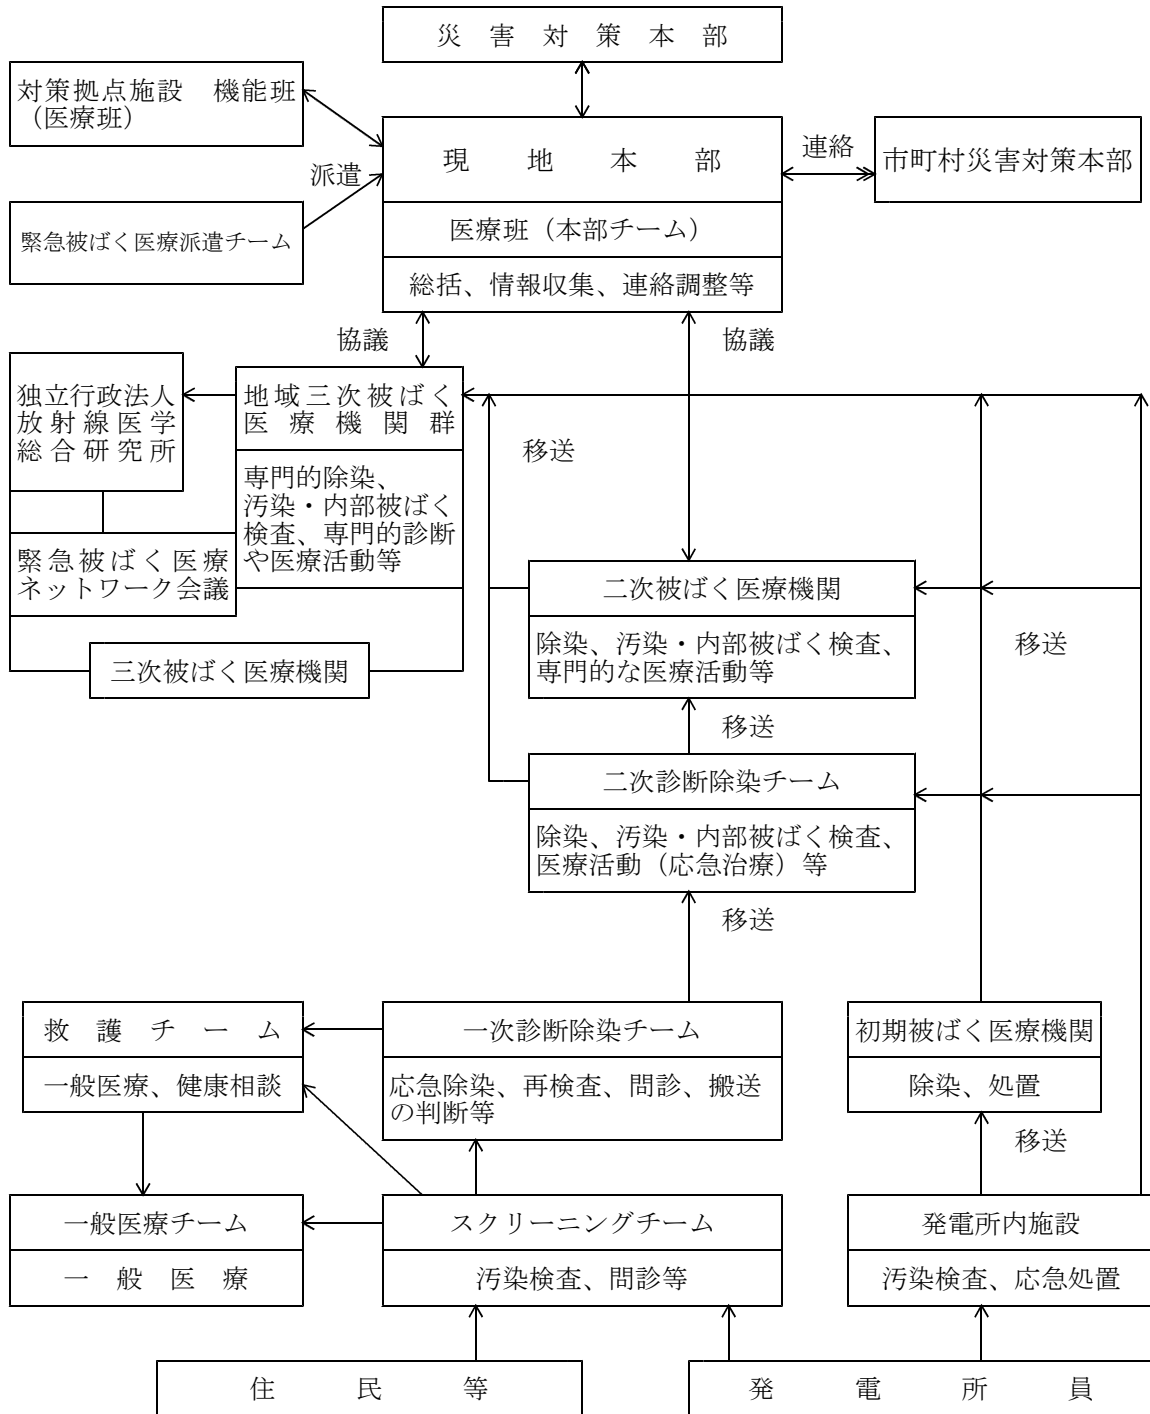 災害対策本部
対策拠点施設　機能班
（医療班）
現地本部
連絡
市町村災害対策本部
派遣
緊急被ばく医療派遣チーム
医療班（本部チーム）
総括、情報収集、連絡調整等
協議
協議
独立行政法人
放射線医学
総合研究所
地域三次被ばく
医療機関群
移送
専門的除染、
汚染・内部被ばく
検査、専門的診断
や医療活動等
緊急被ばく医療
ネットワーク会議
三次被ばく医療機関
二次被ばく医療機関
除染、汚染・内部被ばく検査、
専門的な医療活動等
移送
移送
二次診断除染チーム
除染、汚染・内部被ばく検査、
医療活動（応急治療）等
移送
救護チーム
一般医療、健康相談
一次診断除染チーム
応急除染、再検査、問診、搬送
の判断等
初期被ばく医療機関
除染、処置
移送
一般医療チーム
一般医療
スクリーニングチーム
汚染検査、問診等
発電所内施設
汚染検査、応急処置
住民等
発電所員